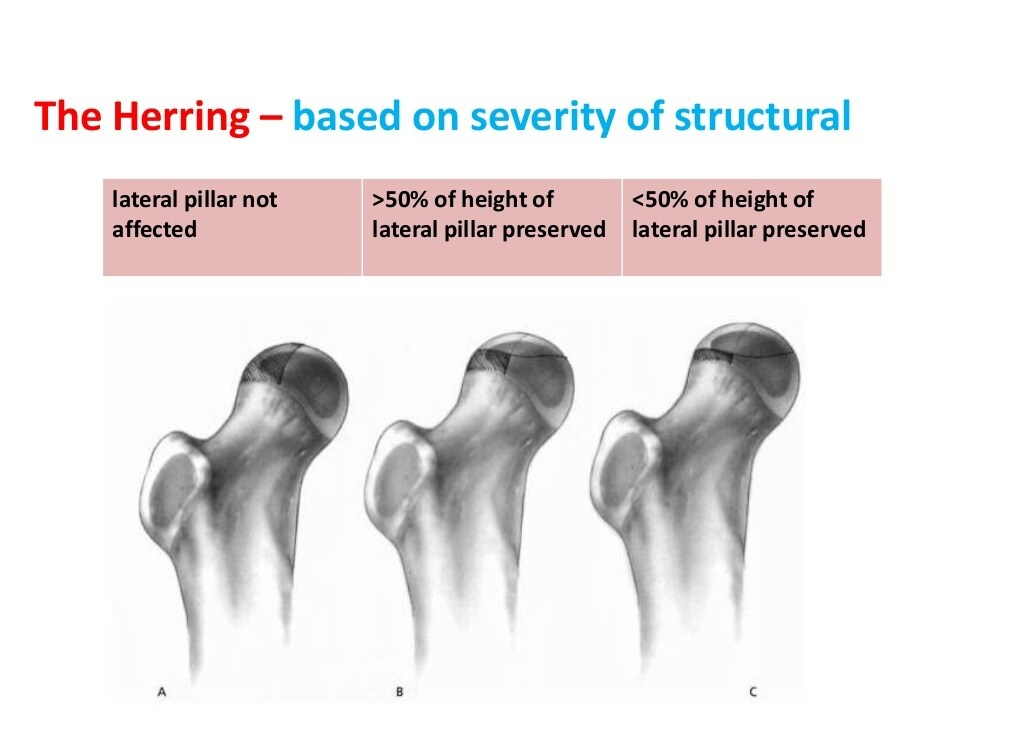 The Herring – based on severity of structural
lateral pillar not
affected
>50% of height of
lateral pillar preserved
<50% of height of
lateral pillar preserved
A
B
C